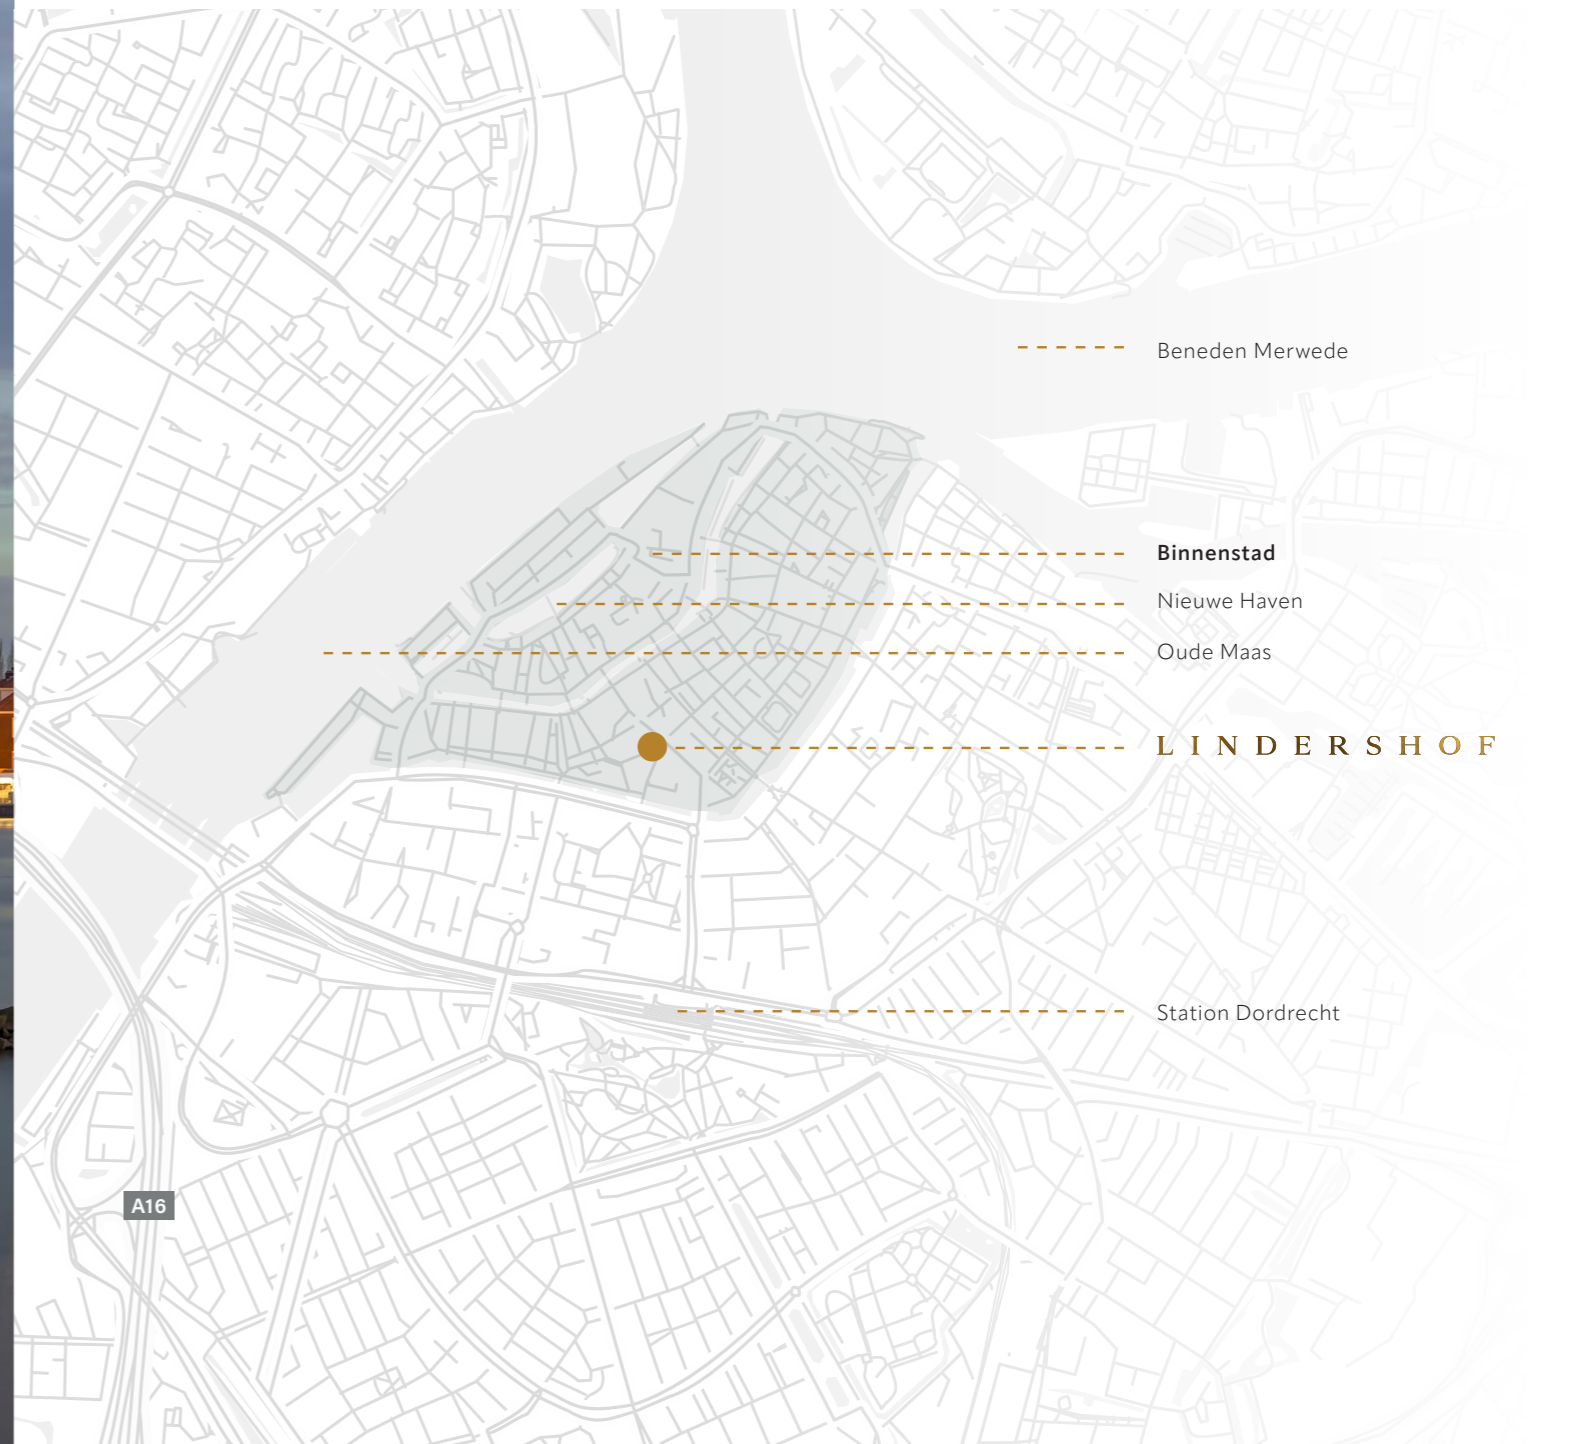 Beneden Merwede
Binnenstad
Nieuwe Haven
Oude Maas
LINDERSHOF
Station Dordrecht
A16